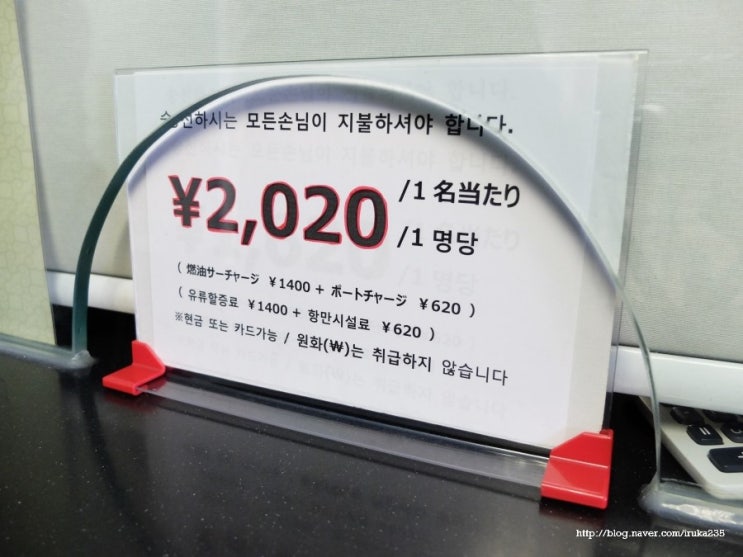 승선하시는 모든손님이 지불하셔야 합니다.
¥2,020 /1 名当たり
/1 명당
( 燃油サーチャージ ¥1400 + ポートチャージ ¥620 )
( 유류할증료 ¥1400 + 항만시설료 ¥620 )
※현금 또는 카드가능 / 원화(₩)는 취급하지 않습니다
http://blog.naver.com/iruka235